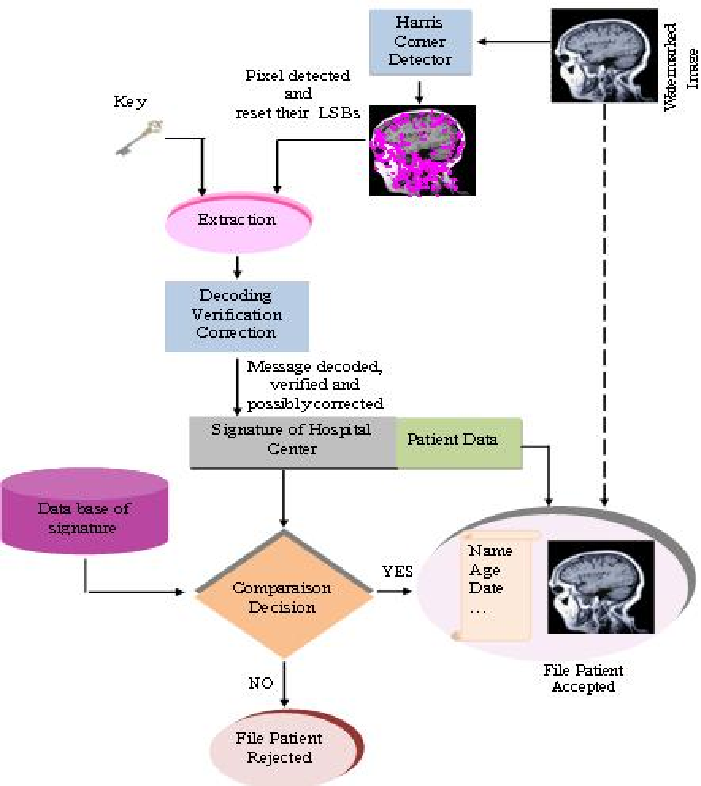 Harris
Corner
Detector
Watermarked
Image
Pixel detected
and
reset their LSBs
Key
Extraction
Decoding
Verification
Correction
Message decoded,
verified and
possibly corrected
Signature of Hospital
Center
Patient Data
Data base of
signature
Comparaison
Decision
YES
Name
Age
Date
...
File Patient
Accepted
NO
File Patient
Rejected